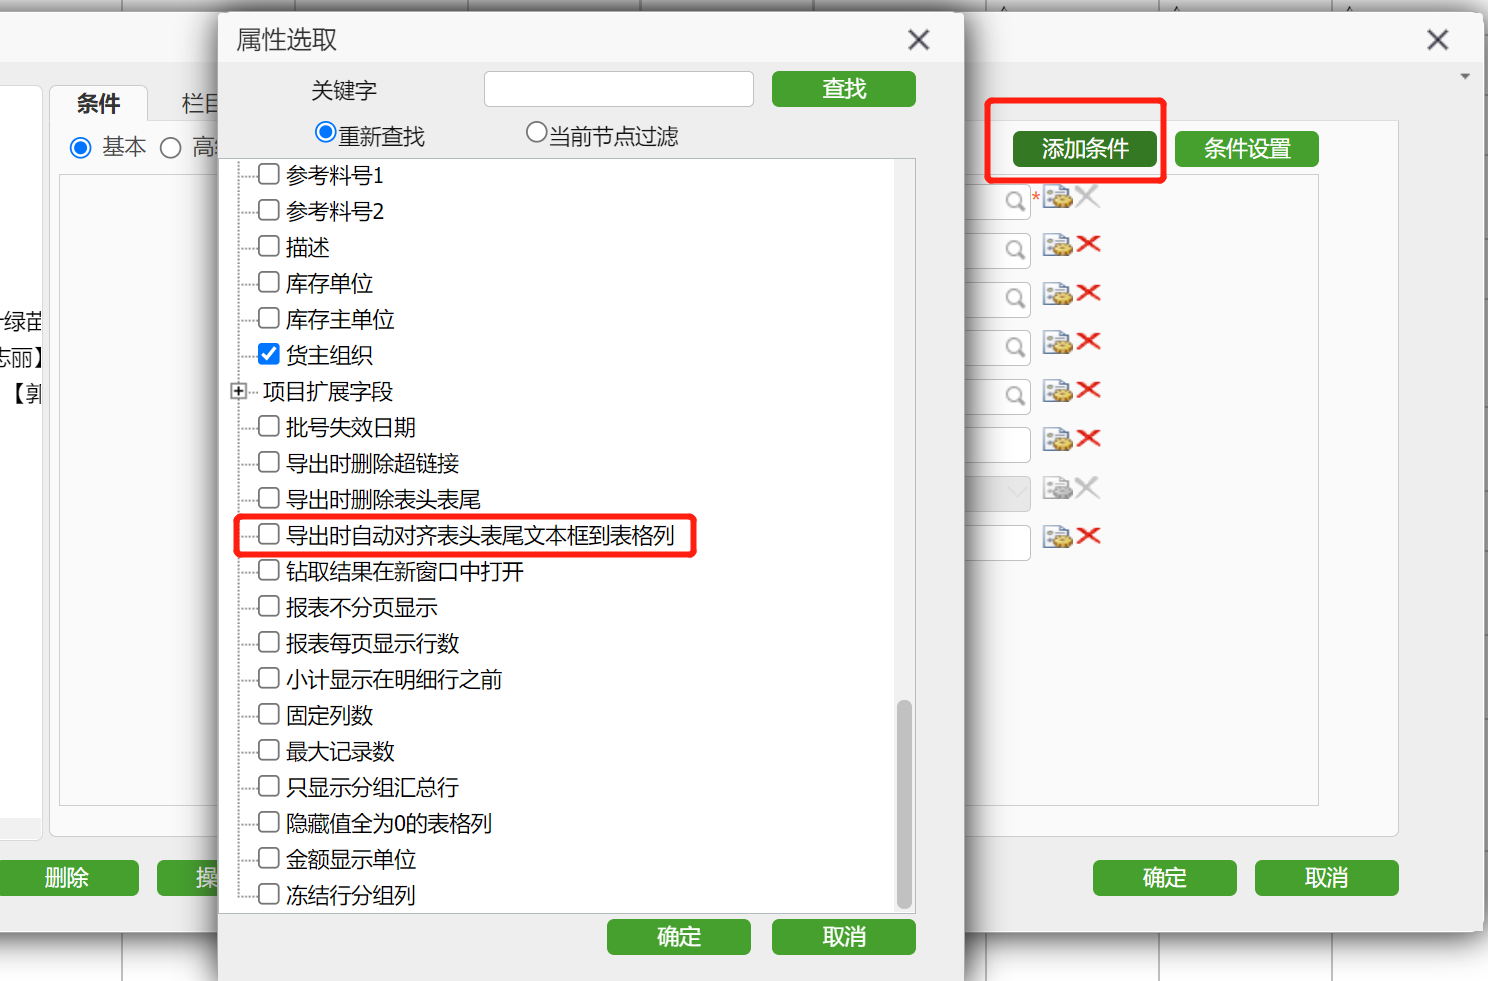 属性选取
关键字
查找
重新查找
当前节点过滤
条件
栏目
基本
添加条件
条件设置
绿苗
志丽】
【郭
参考料号1
参考料号2
描述
库存单位
库存主单位
货主组织
项目扩展字段
批号失效日期
导出时删除超链接
导出时删除表头表尾
导出时自动对齐表头表尾文本框到表格列
钻取结果在新窗口中打开
报表不分页显示
报表每页显示行数
小计显示在明细行之前
固定列数
最大记录数
只显示分组汇总行
隐藏值全为0的表格列
金额显示单位
冻结行分组列
*
删除
操
确定
取消
确定
取消